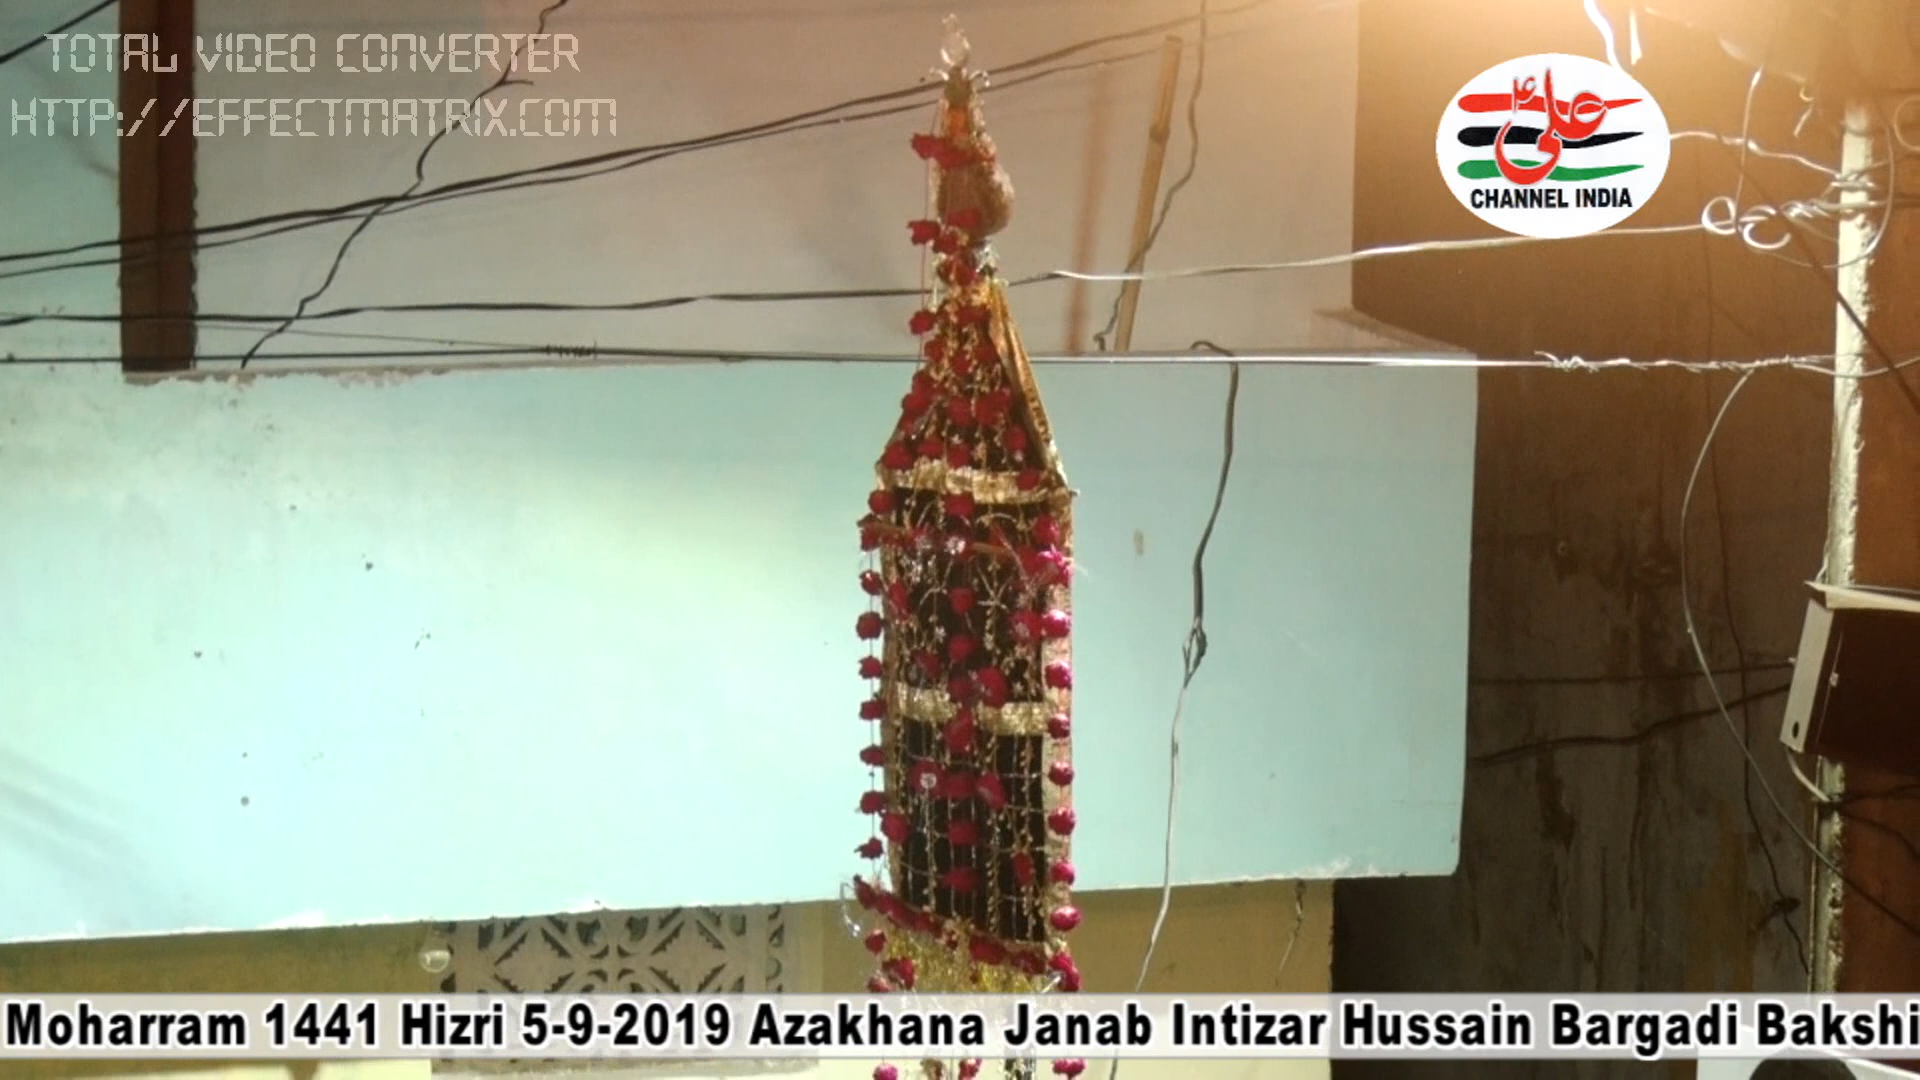 TOTAL VIDEO CONVERTER
HTTP://EFFECTMATRIX.COM
علیؑ
CHANNEL INDIA
Moharram 1441 Hizri 5-9-2019 Azakhana Janab Intizar Hussain Bargadi Bakshi